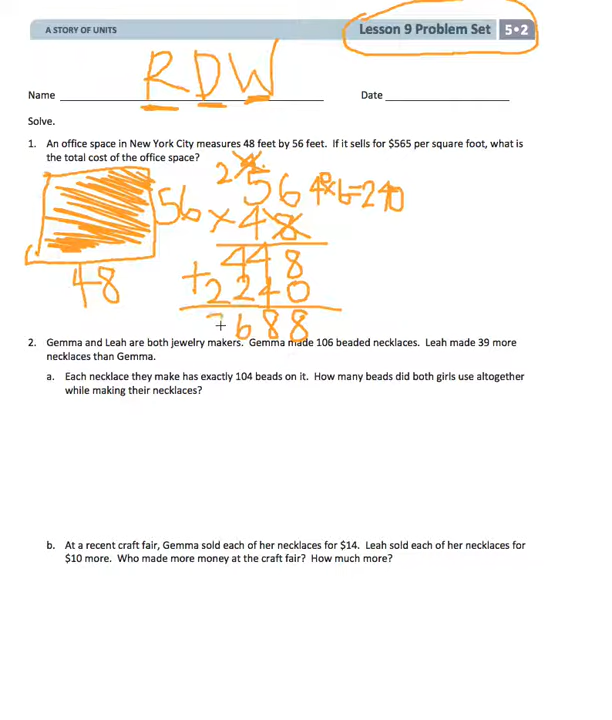 A STORY OF UNITS
Lesson 9 Problem Set 5•2
RDW
Name
Date
Solve.
1. An office space in New York City measures 48 feet by 56 feet. If it sells for $565 per square foot, what is
the total cost of the office space?
2 4
56
56
× 48
40x6=240
448
+2240
2688
48
2. Gemma and Leah are both jewelry makers. Gemma made 106 beaded necklaces. Leah made 39 more
necklaces than Gemma.
a. Each necklace they make has exactly 104 beads on it. How many beads did both girls use altogether
while making their necklaces?
b. At a recent craft fair, Gemma sold each of her necklaces for $14. Leah sold each of her necklaces for
$10 more. Who made more money at the craft fair? How much more?